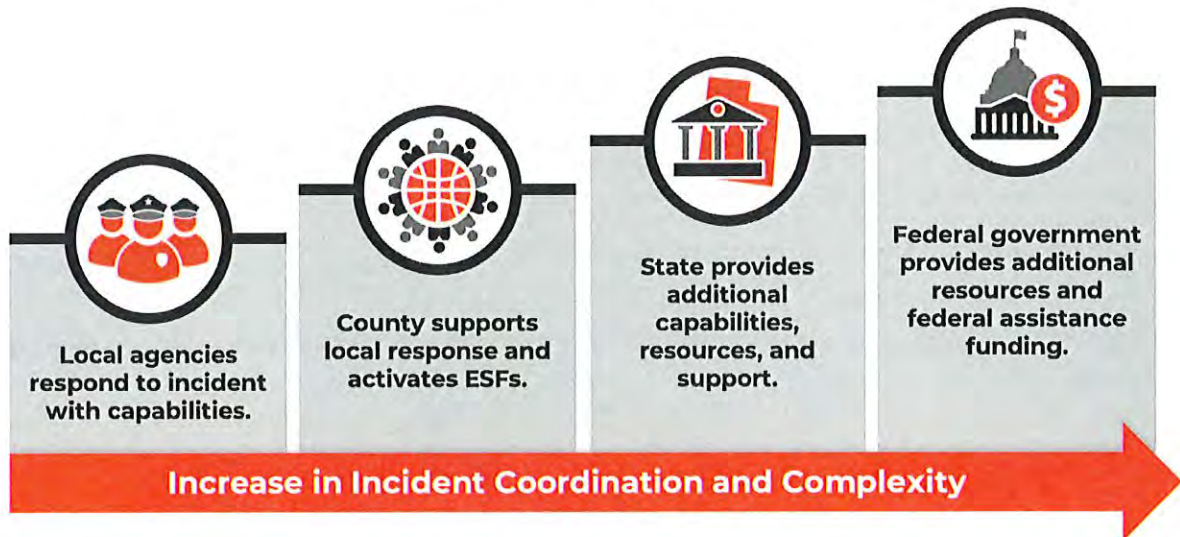 Local agencies
respond to incident
with capabilities.
County supports
local response and
activates ESFs.
State provides
additional
capabilities,
resources, and
support.
$
Federal government
provides additional
resources and
federal assistance
funding.
Increase in Incident Coordination and Complexity